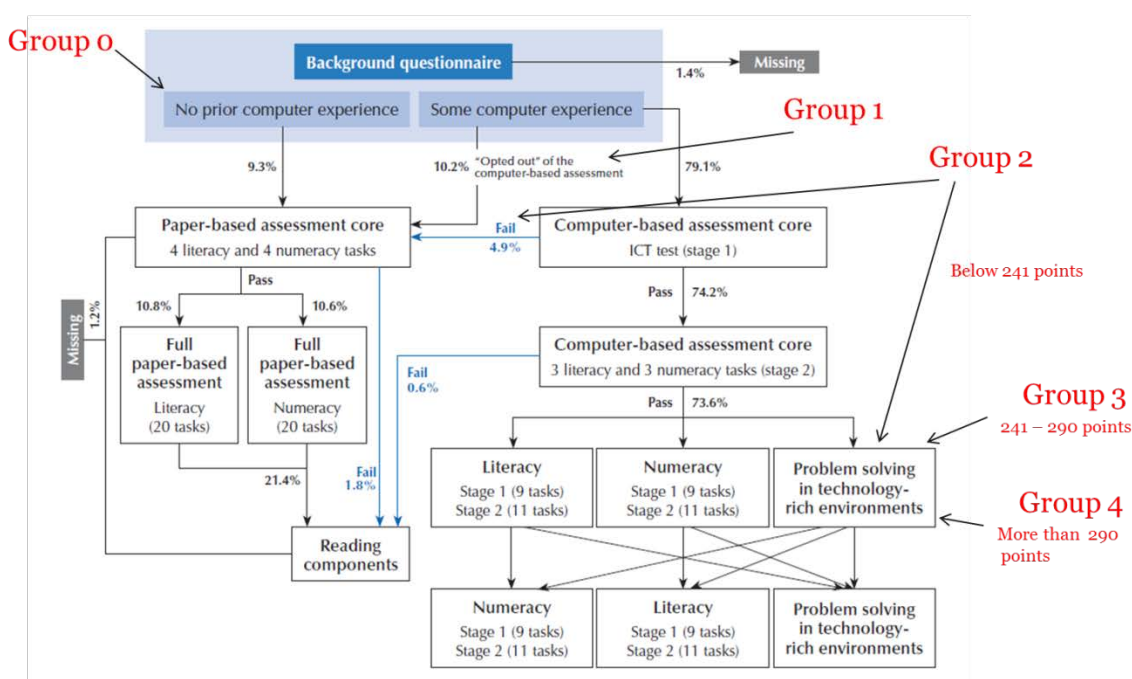 Group 0
Background questionnaire
1.4%
Missing
No prior computer experience
Some computer experience
Group 1
9.3%
10.2%
"Opted out" of the
computer-based assessment
79.1%
Group 2
Paper-based assessment core
4 literacy and 4 numeracy tasks
Fail
4.9%
Computer-based assessment core
ICT test (stage 1)
Below 241 points
Pass
10.8%
10.6%
Pass
74.2%
Missing
1.2%
Full
paper-based
assessment
Literacy
(20 tasks)
Full
paper-based
assessment
Numeracy
(20 tasks)
Fail
0.6%
Computer-based assessment core
3 literacy and 3 numeracy tasks (stage 2)
Pass
73.6%
Group 3
241 – 290 points
21.4%
Fail
1.8%
Literacy
Stage 1 (9 tasks)
Stage 2 (11 tasks)
Numeracy
Stage 1 (9 tasks)
Stage 2 (11 tasks)
Problem solving
in technology-
rich environments
Group 4
More than 290
points
Reading
components
Numeracy
Stage 1 (9 tasks)
Stage 2 (11 tasks)
Literacy
Stage 1 (9 tasks)
Stage 2 (11 tasks)
Problem solving
in technology-
rich environments